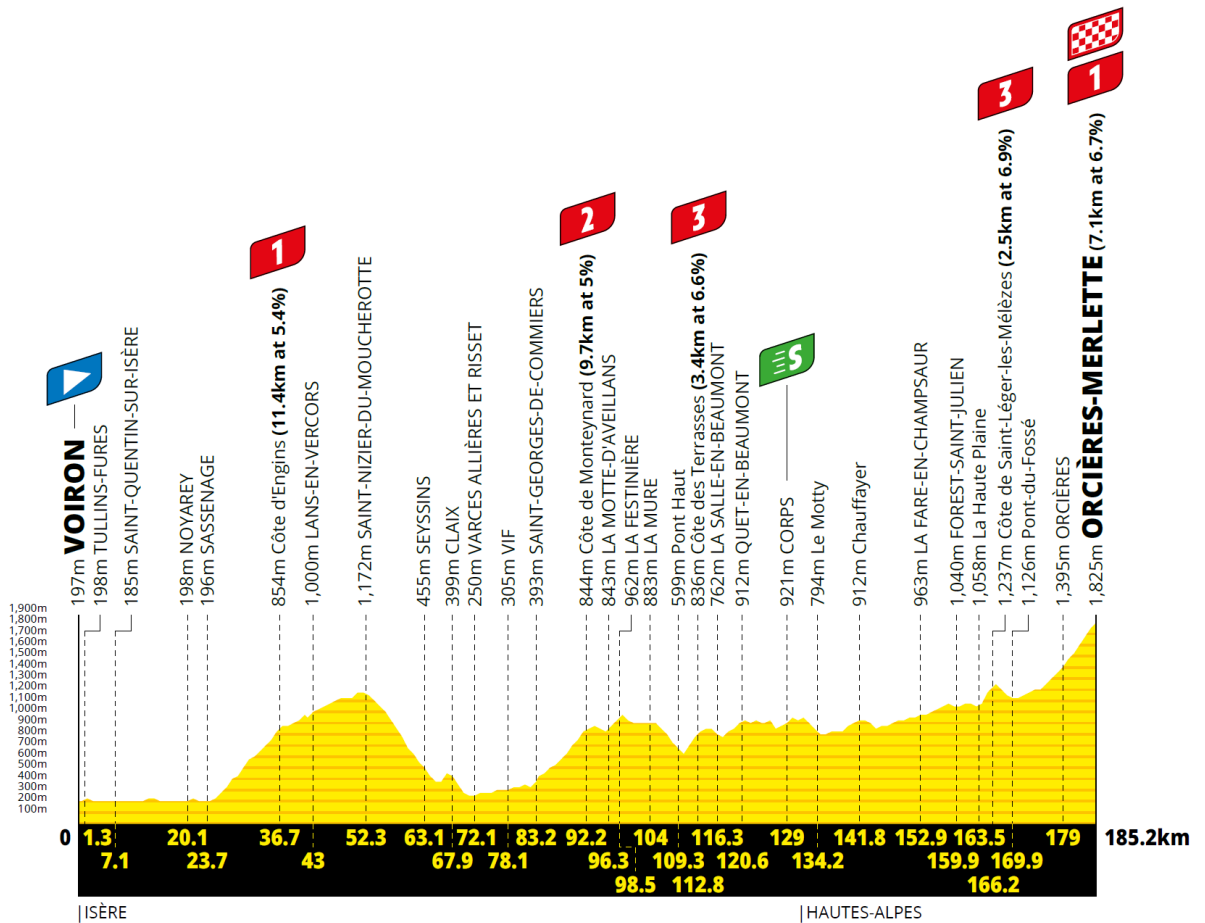 1
3
3
2
1
S
3
197m VOIRON
198m TULLINS-FURES
185m SAINT-QUENTIN-SUR-ISÈRE
198m NOYAREY
196m SASSENAGE
854m Côte d'Engins (11.4km at 5.4%)
1,000m LANS-EN-VERCORS
1,172m SAINT-NIZIER-DU-MOUCHEROTTE
455m SEYSSINS
399m CLAIX
250m VARCES ALLIÈRES ET RISSET
305m VIF
393m SAINT-GEORGES-DE-COMMIERS
844m Côte de Monteynard (9.7km at 5%)
843m LA MOTTE-D'AVEILLANS
962m LA FESTINIÈRE
883m LA MURE
599m Pont Haut
836m Côte des Terrasses (3.4km at 6.6%)
762m LA SALLE-EN-BEAUMONT
912m QUET-EN-BEAUMONT
921m CORPS
794m Le Motty
912m Chauffayer
963m LA FARE-EN-CHAMPSAUR
1,040m FOREST-SAINT-JULIEN
1,058m La Haute Plaine
1,237m Côte de Saint-Léger-les-Mélèzes (2.5km at 6.9%)
1,126m Pont-du-Fossé
1,395m ORCIÈRES
1,825m ORCIÈRES-MERLETTE (7.1km at 6.7%)
1,900m
1,800m
1,700m
1,600m
1,500m
1,400m
1,300m
1,200m
1,100m
1,000m
900m
800m
700m
600m
500m
400m
300m
200m
100m
0 1.3 20.1 36.7 52.3 63.1 72.1 83.2 92.2 104 116.3 129 141.8 152.9 163.5 179 185.2km
7.1 23.7 43 67.9 78.1 96.3 109.3 120.6 134.2 159.9 169.9
98.5 112.8 166.2
|ISÈRE |HAUTES-ALPES